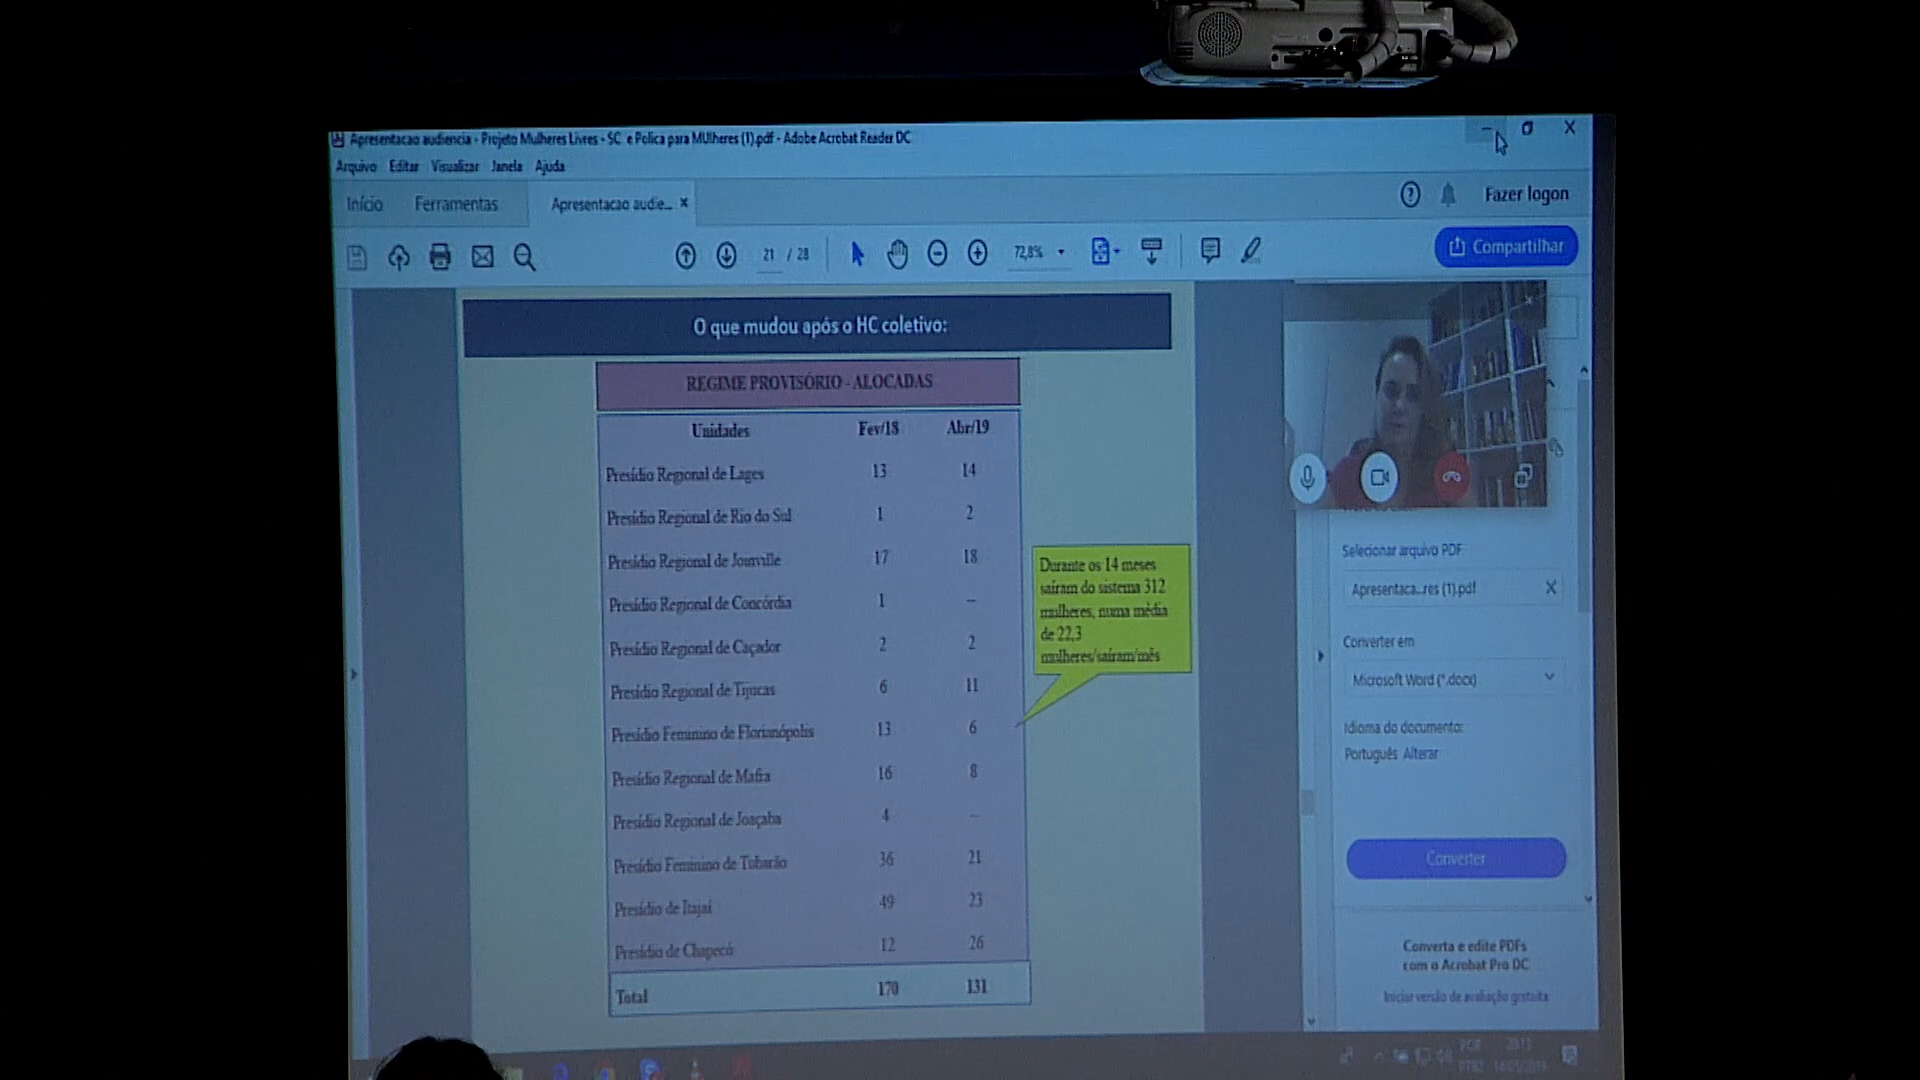 Apresentacao audiencia - Projeto Mulheres Livres - SC e Polica para MUlheres (1).pdf - Adobe Acrobat Reader DC
Arquivo Editar Visualizar Janela Ajuda
Início Ferramentas Apresentacao audie... × Fazer logon
21 / 28 72,8% Compartilhar
O que mudou após o HC coletivo:
REGIME PROVISÓRIO - ALOCADAS
Unidades Fev/18 Abr/19
Presídio Regional de Lages 13 14
Presídio Regional de Rio do Sul 1 2
Presídio Regional de Joinville 17 18
Presídio Regional de Concórdia 1 --
Presídio Regional de Caçador 2 2
Presídio Regional de Tijucas 6 11
Presídio Feminino de Florianópolis 13 6
Presídio Regional de Mafra 16 8
Presídio Regional de Joaçaba 4 --
Presídio Feminino de Tubarão 36 21
Presídio de Itajaí 49 23
Presídio de Chapecó 12 26
Total 170 131
Durante os 14 meses
saíram do sistema 312
mulheres, numa média
de 22,3
mulheres/saíram/mês
Selecionar arquivo PDF
Apresentaca...res (1).pdf
Converter em
Microsoft Word (*.docx)
Idioma do documento:
Português Alterar
Converter
Converta e edite PDFs
com o Acrobat Pro DC
Iniciar versão de avaliação gratuita
POR 20:13
PTB2 14/05/2019